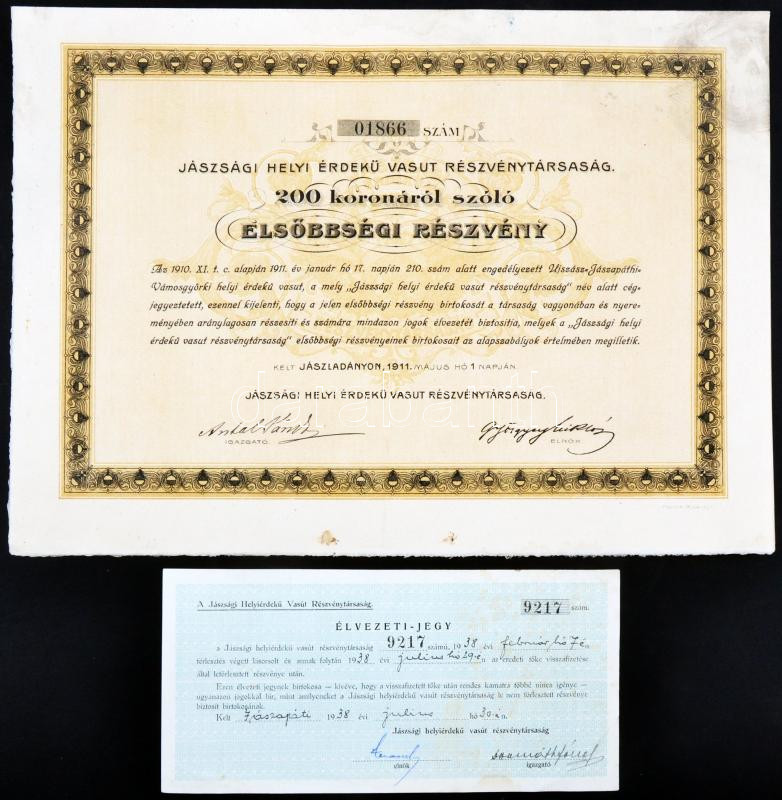 01866 SZÁM
JÁSZSÁGI HELYI ÉRDEKŰ VASUT RÉSZVÉNYTÁRSASÁG.
200 koronáról szóló
ELSŐBBSÉGI RÉSZVÉNY
Az 1910. XI. t. c. alapján 1911. év január hó 17. napján 210. szám alatt engedélyezett Ujszász-Jászapáthi-
Vámosgyörki helyi érdekű vasut, a mely „Jászsági helyi érdekű vasut részvénytársaság" név alatt cég-
jegyeztetett, ezennel kijelenti, hogy a jelen elsőbbségi részvény birtokosát a társaság vagyonában és nyere-
ményében aránylagosan részesíti és számára mindazon jogok élvezetét biztosítja, melyek a „Jászsági helyi
érdekű vasut részvénytársaság" elsőbbségi részvényeinek birtokosait az alapszabályok értelmében megilletik.
KELT JÁSZLADÁNYON, 1911. MÁJUS HÓ 1 NAPJÁN.
JÁSZSÁGI HELYI ÉRDEKŰ VASUT RÉSZVÉNYTÁRSASÁG.
Antal Sándor
IGAZGATÓ. ELNÖK.
darabanth
A Jászsági Helyiérdekű Vasút Részvénytársaság. 9217 szám.
ÉLVEZETI-JEGY
a Jászsági helyiérdekű vasút részvénytársaság 9217 számú, 1938 évi február hó 7-én
törlesztés végett kisorsolt és annak folytán 1938 évi julius hó 29-én az eredeti tőke visszafizetése
által letörlesztett részvénye után.
Ezen élvezeti jegynek birtokosa — kivéve, hogy a visszafizetett tőke után rendes kamatra többé nincs igénye —
ugyanazon jogokkal bír, mint amilyeneket a Jászsági helyiérdekű vasút részvénytársaság le nem törlesztett részvénye
biztosít birtokosának.
Kelt Jászapáti 1938 évi julius hó 30-án.
Jászsági helyiérdekű vasút részvénytársaság
elnök igazgató